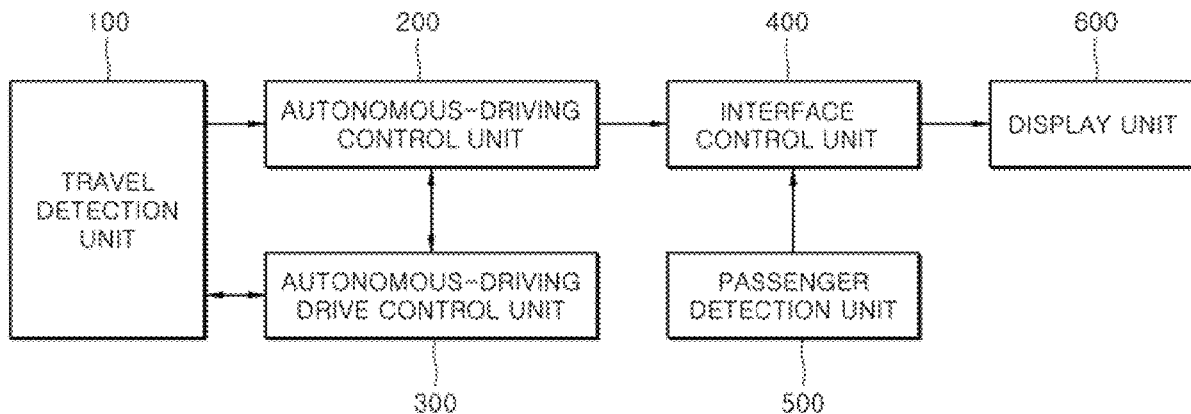 100
200
400
600
TRAVEL
DETECTION
UNIT
AUTONOMOUS-DRIVING
CONTROL UNIT
INTERFACE
CONTROL UNIT
DISPLAY UNIT
AUTONOMOUS-DRIVING
DRIVE CONTROL UNIT
PASSENGER
DETECTION UNIT
300
500